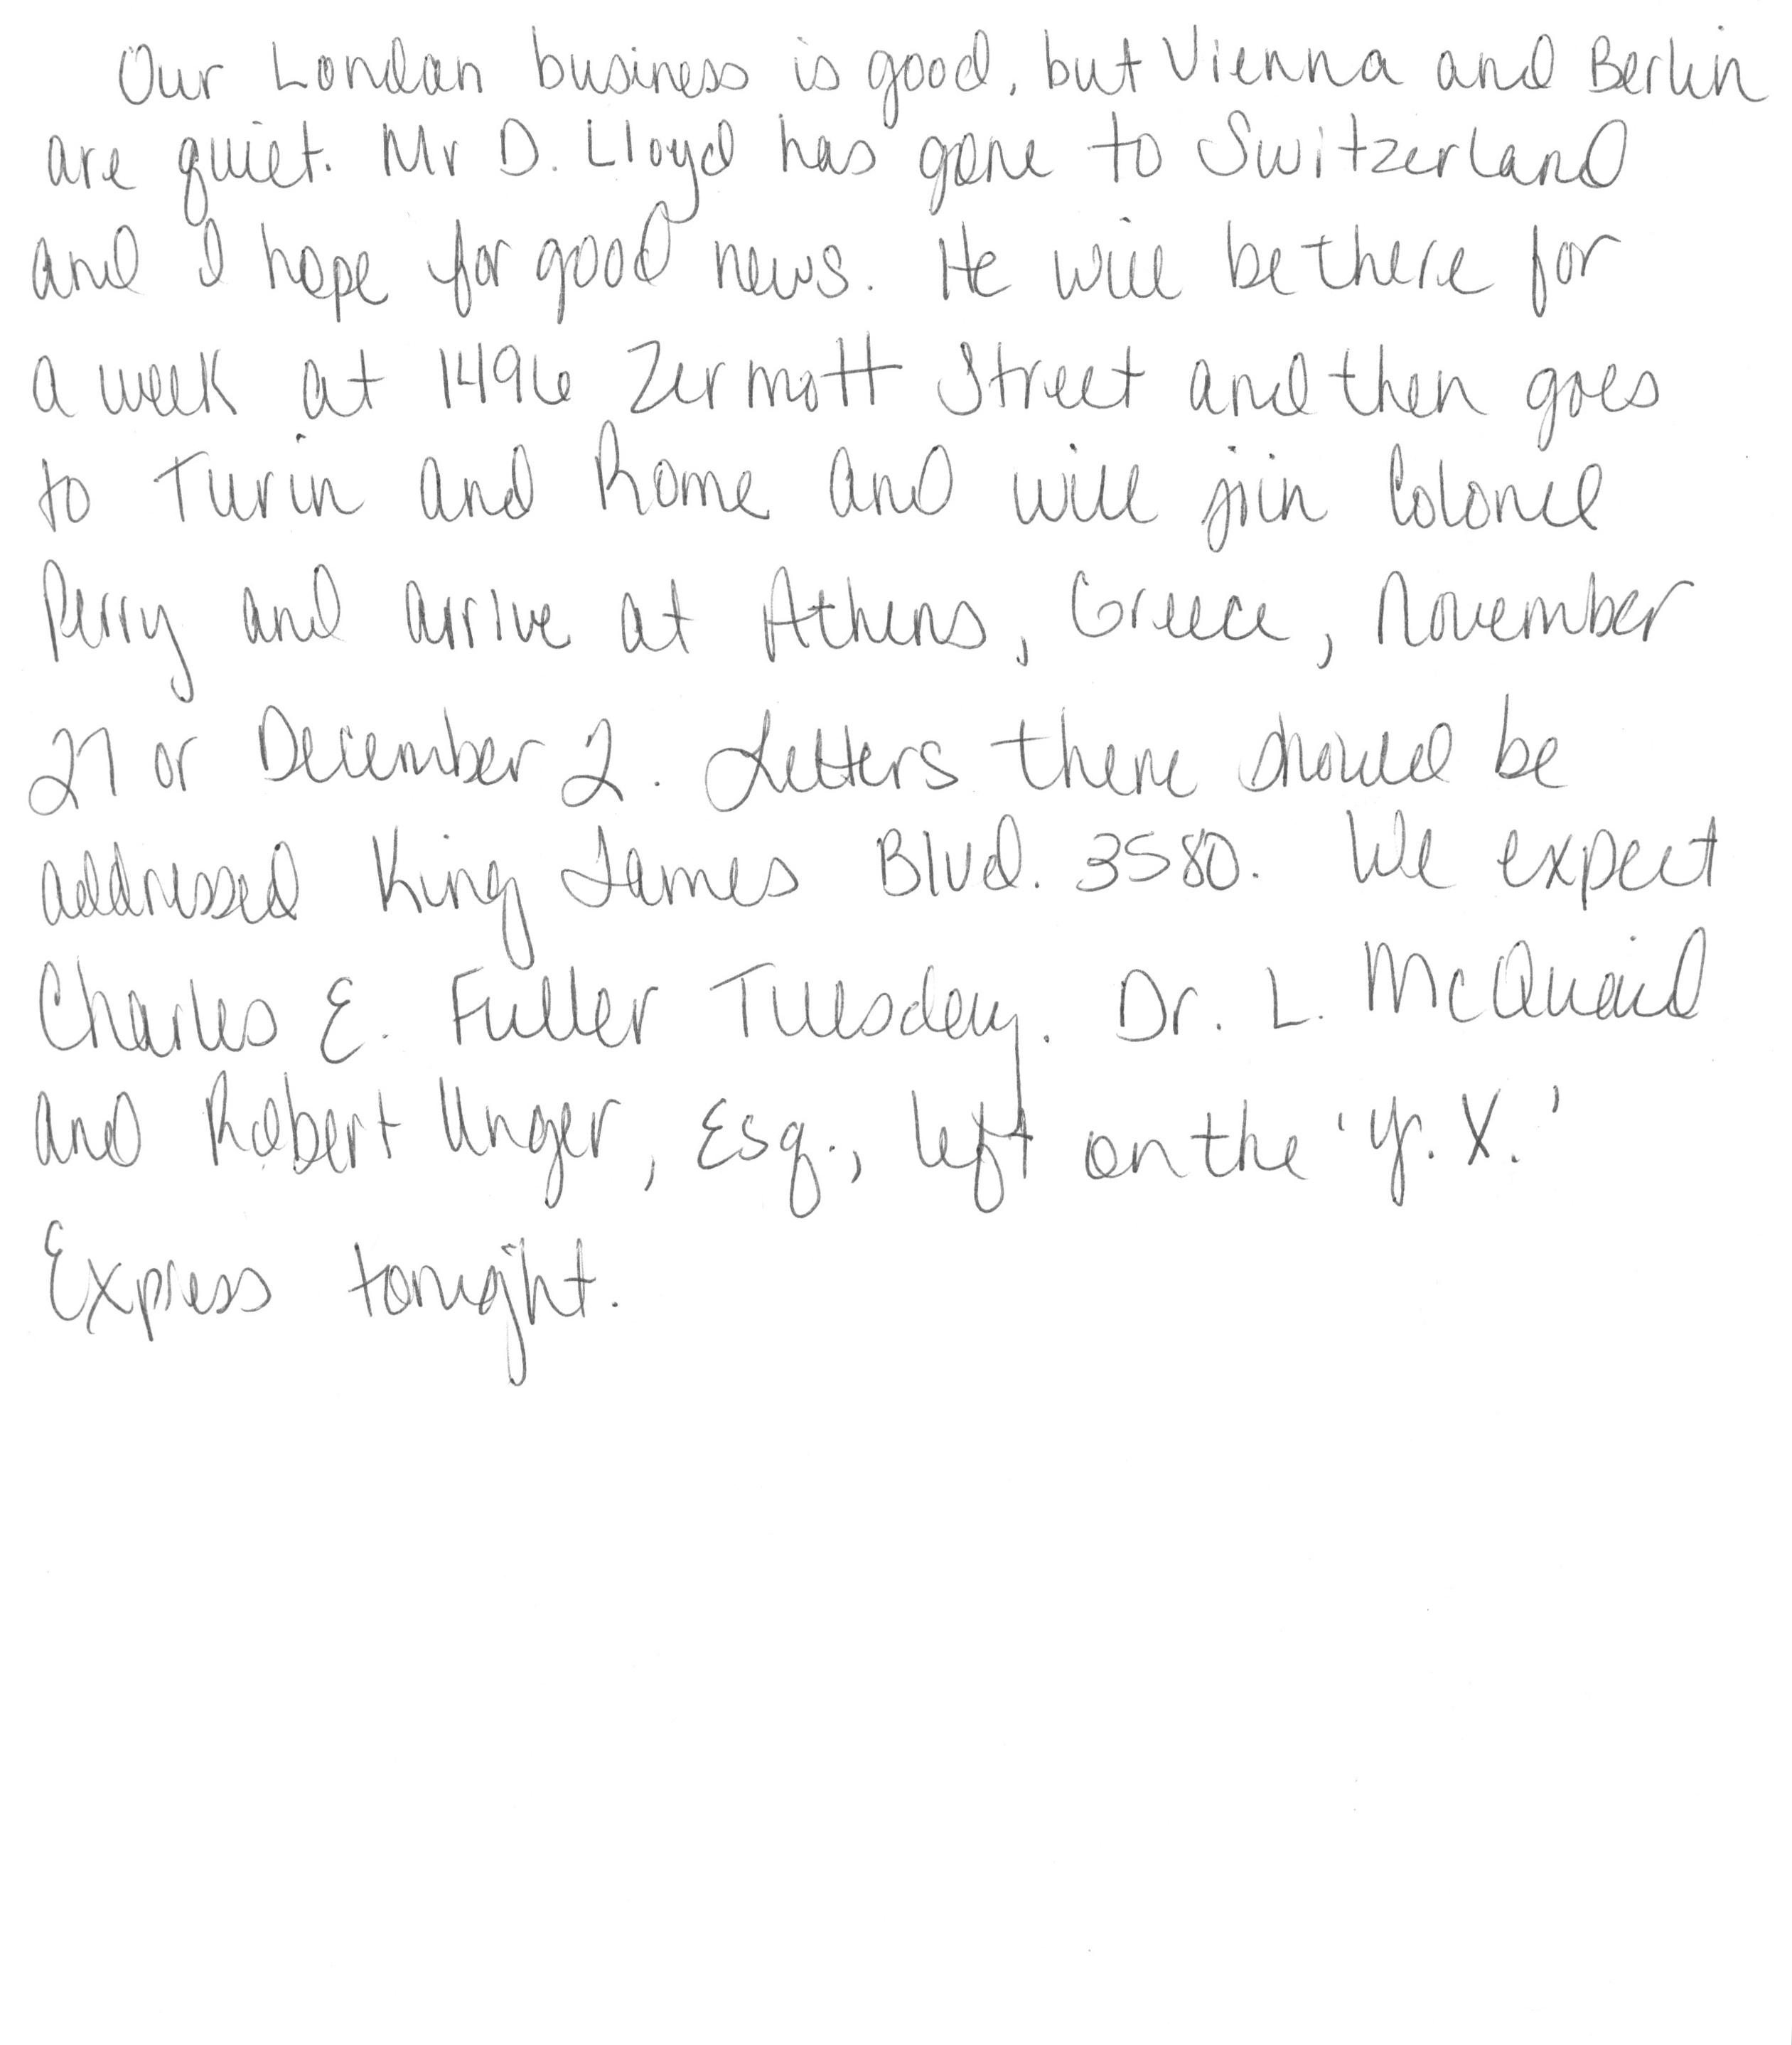 Our London business is good, but Vienna and Berlin
are quiet. Mr D. Lloyd has gone to Switzerland
and I hope for good news. He will be there for
a week at 1496 Zermott Street and then goes
to Turin and Rome and will join Colonel
Perry and arrive at Athens, Greece, November
27 or December 2. Letters there should be
addressed King James Blvd. 3580. We expect
Charles E. Fuller Tuesday. Dr. L. McQuaid
and Robert Unger, Esq., left on the 'Y. X.'
Express tonight.